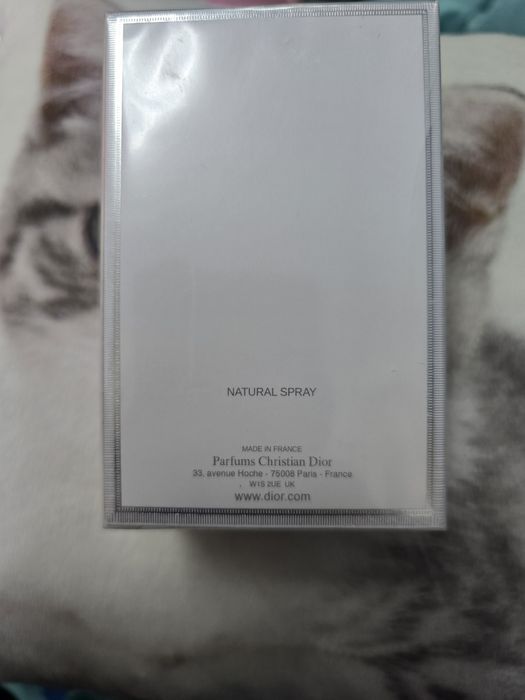 NATURAL SPRAY
MADE IN FRANCE
Parfums Christian Dior
33, avenue Hoche - 75008 Paris - France
W1S 2UE UK
www.dior.com